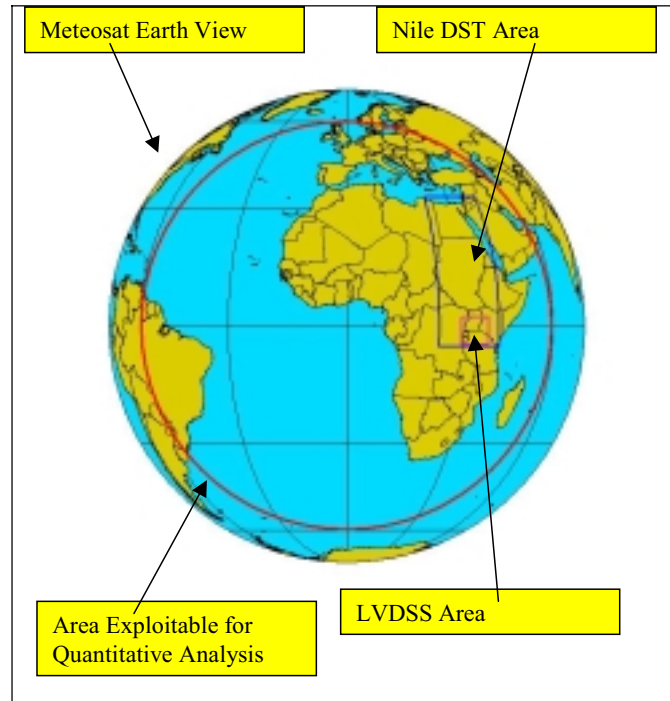 Meteosat Earth View
Nile DST Area
Area Exploitable for
Quantitative Analysis
LVDSS Area